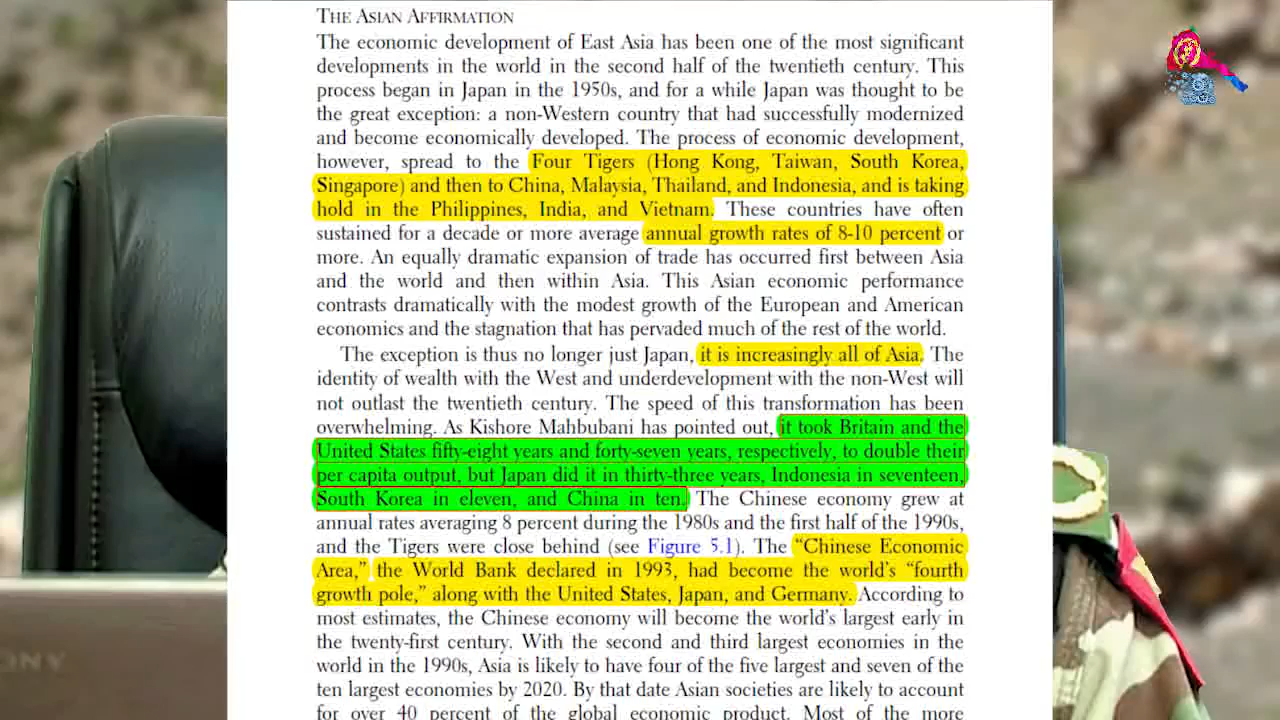 THE ASIAN AFFIRMATION
The economic development of East Asia has been one of the most significant
developments in the world in the second half of the twentieth century. This
process began in Japan in the 1950s, and for a while Japan was thought to be
the great exception: a non-Western country that had successfully modernized
and become economically developed. The process of economic development,
however, spread to the Four Tigers (Hong Kong, Taiwan, South Korea,
Singapore) and then to China, Malaysia, Thailand, and Indonesia, and is taking
hold in the Philippines, India, and Vietnam. These countries have often
sustained for a decade or more average annual growth rates of 8-10 percent or
more. An equally dramatic expansion of trade has occurred first between Asia
and the world and then within Asia. This Asian economic performance
contrasts dramatically with the modest growth of the European and American
economics and the stagnation that has pervaded much of the rest of the world.
The exception is thus no longer just Japan, it is increasingly all of Asia. The
identity of wealth with the West and underdevelopment with the non-West will
not outlast the twentieth century. The speed of this transformation has been
overwhelming. As Kishore Mahbubani has pointed out, it took Britain and the
United States fifty-eight years and forty-seven years, respectively, to double their
per capita output, but Japan did it in thirty-three years, Indonesia in seventeen,
South Korea in eleven, and China in ten. The Chinese economy grew at
annual rates averaging 8 percent during the 1980s and the first half of the 1990s,
and the Tigers were close behind (see Figure 5.1). The “Chinese Economic
Area,” the World Bank declared in 1993, had become the world’s “fourth
growth pole,” along with the United States, Japan, and Germany. According to
most estimates, the Chinese economy will become the world’s largest early in
the twenty-first century. With the second and third largest economies in the
world in the 1990s, Asia is likely to have four of the five largest and seven of the
ten largest economies by 2020. By that date Asian societies are likely to account
for over 40 percent of the global economic product. Most of the more
SONY